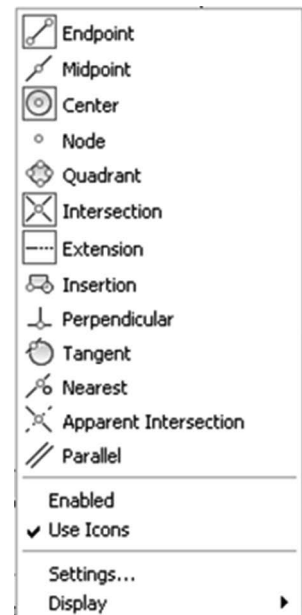 Endpoint
Midpoint
Center
Node
Quadrant
Intersection
Extension
Insertion
Perpendicular
Tangent
Nearest
Apparent Intersection
Parallel
Enabled
Use Icons
Settings...
Display